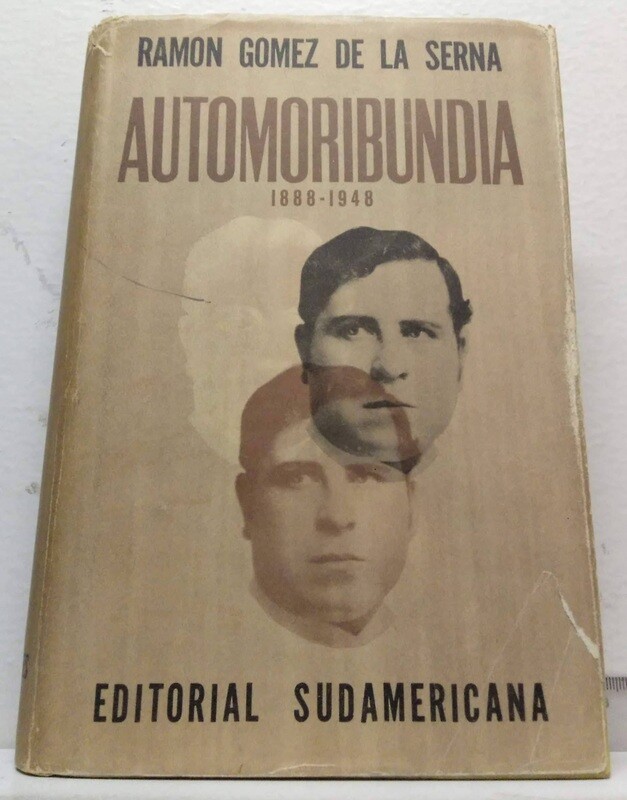 RAMON GOMEZ DE LA SERNA
AUTOMORIBUNDIA
1888-1948
EDITORIAL SUDAMERICANA